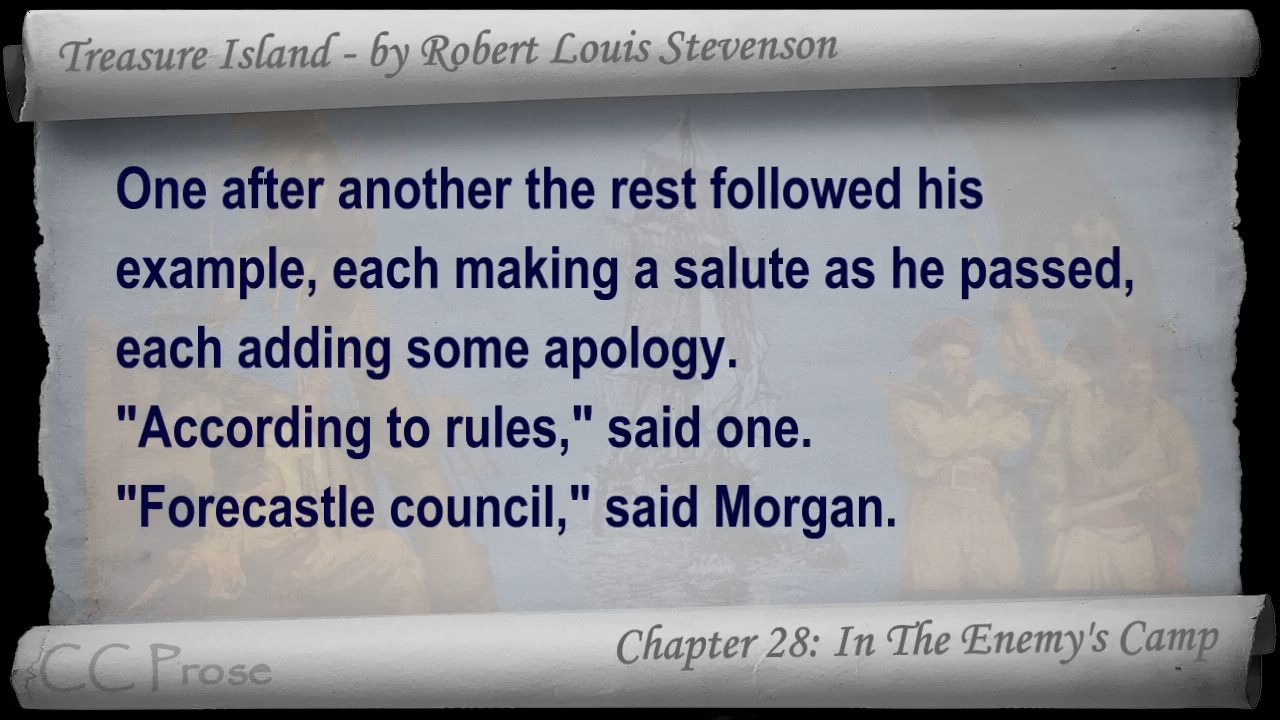 Treasure Island - by Robert Louis Stevenson
One after another the rest followed his
example, each making a salute as he passed,
each adding some apology.
"According to rules," said one.
"Forecastle council," said Morgan.
Chapter 28: In The Enemy's Camp
CC Prose